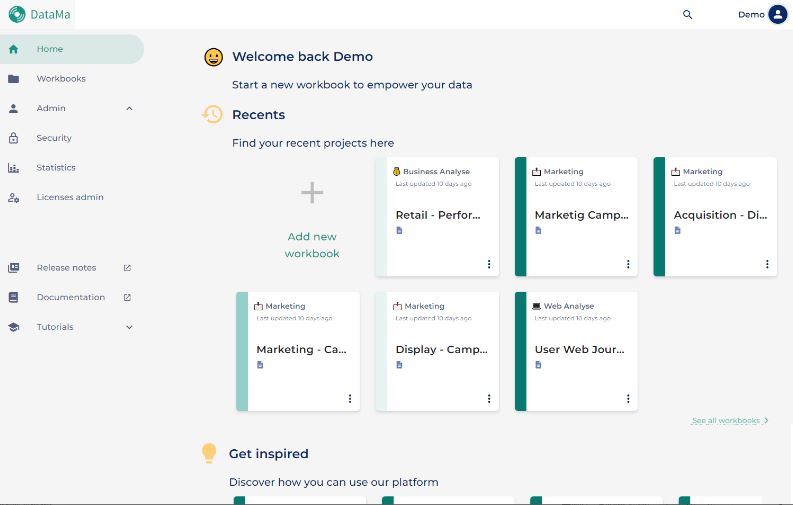 DataMa
Demo
Home
Workbooks
Admin
Security
Statistics
Licenses admin
Release notes
Documentation
Tutorials
Welcome back Demo
Start a new workbook to empower your data
Recents
Find your recent projects here
Add new
workbook
Business Analyse
Last updated 10 days ago
Retail - Perfor...
Marketing
Last updated 10 days ago
Marketig Camp...
Marketing
Last updated 10 days ago
Acquisition - Di...
Marketing
Last updated 10 days ago
Marketing - Ca...
Marketing
Last updated 10 days ago
Display - Camp...
Web Analyse
Last updated 10 days ago
User Web Jour...
See all workbooks
Get inspired
Discover how you can use our platform